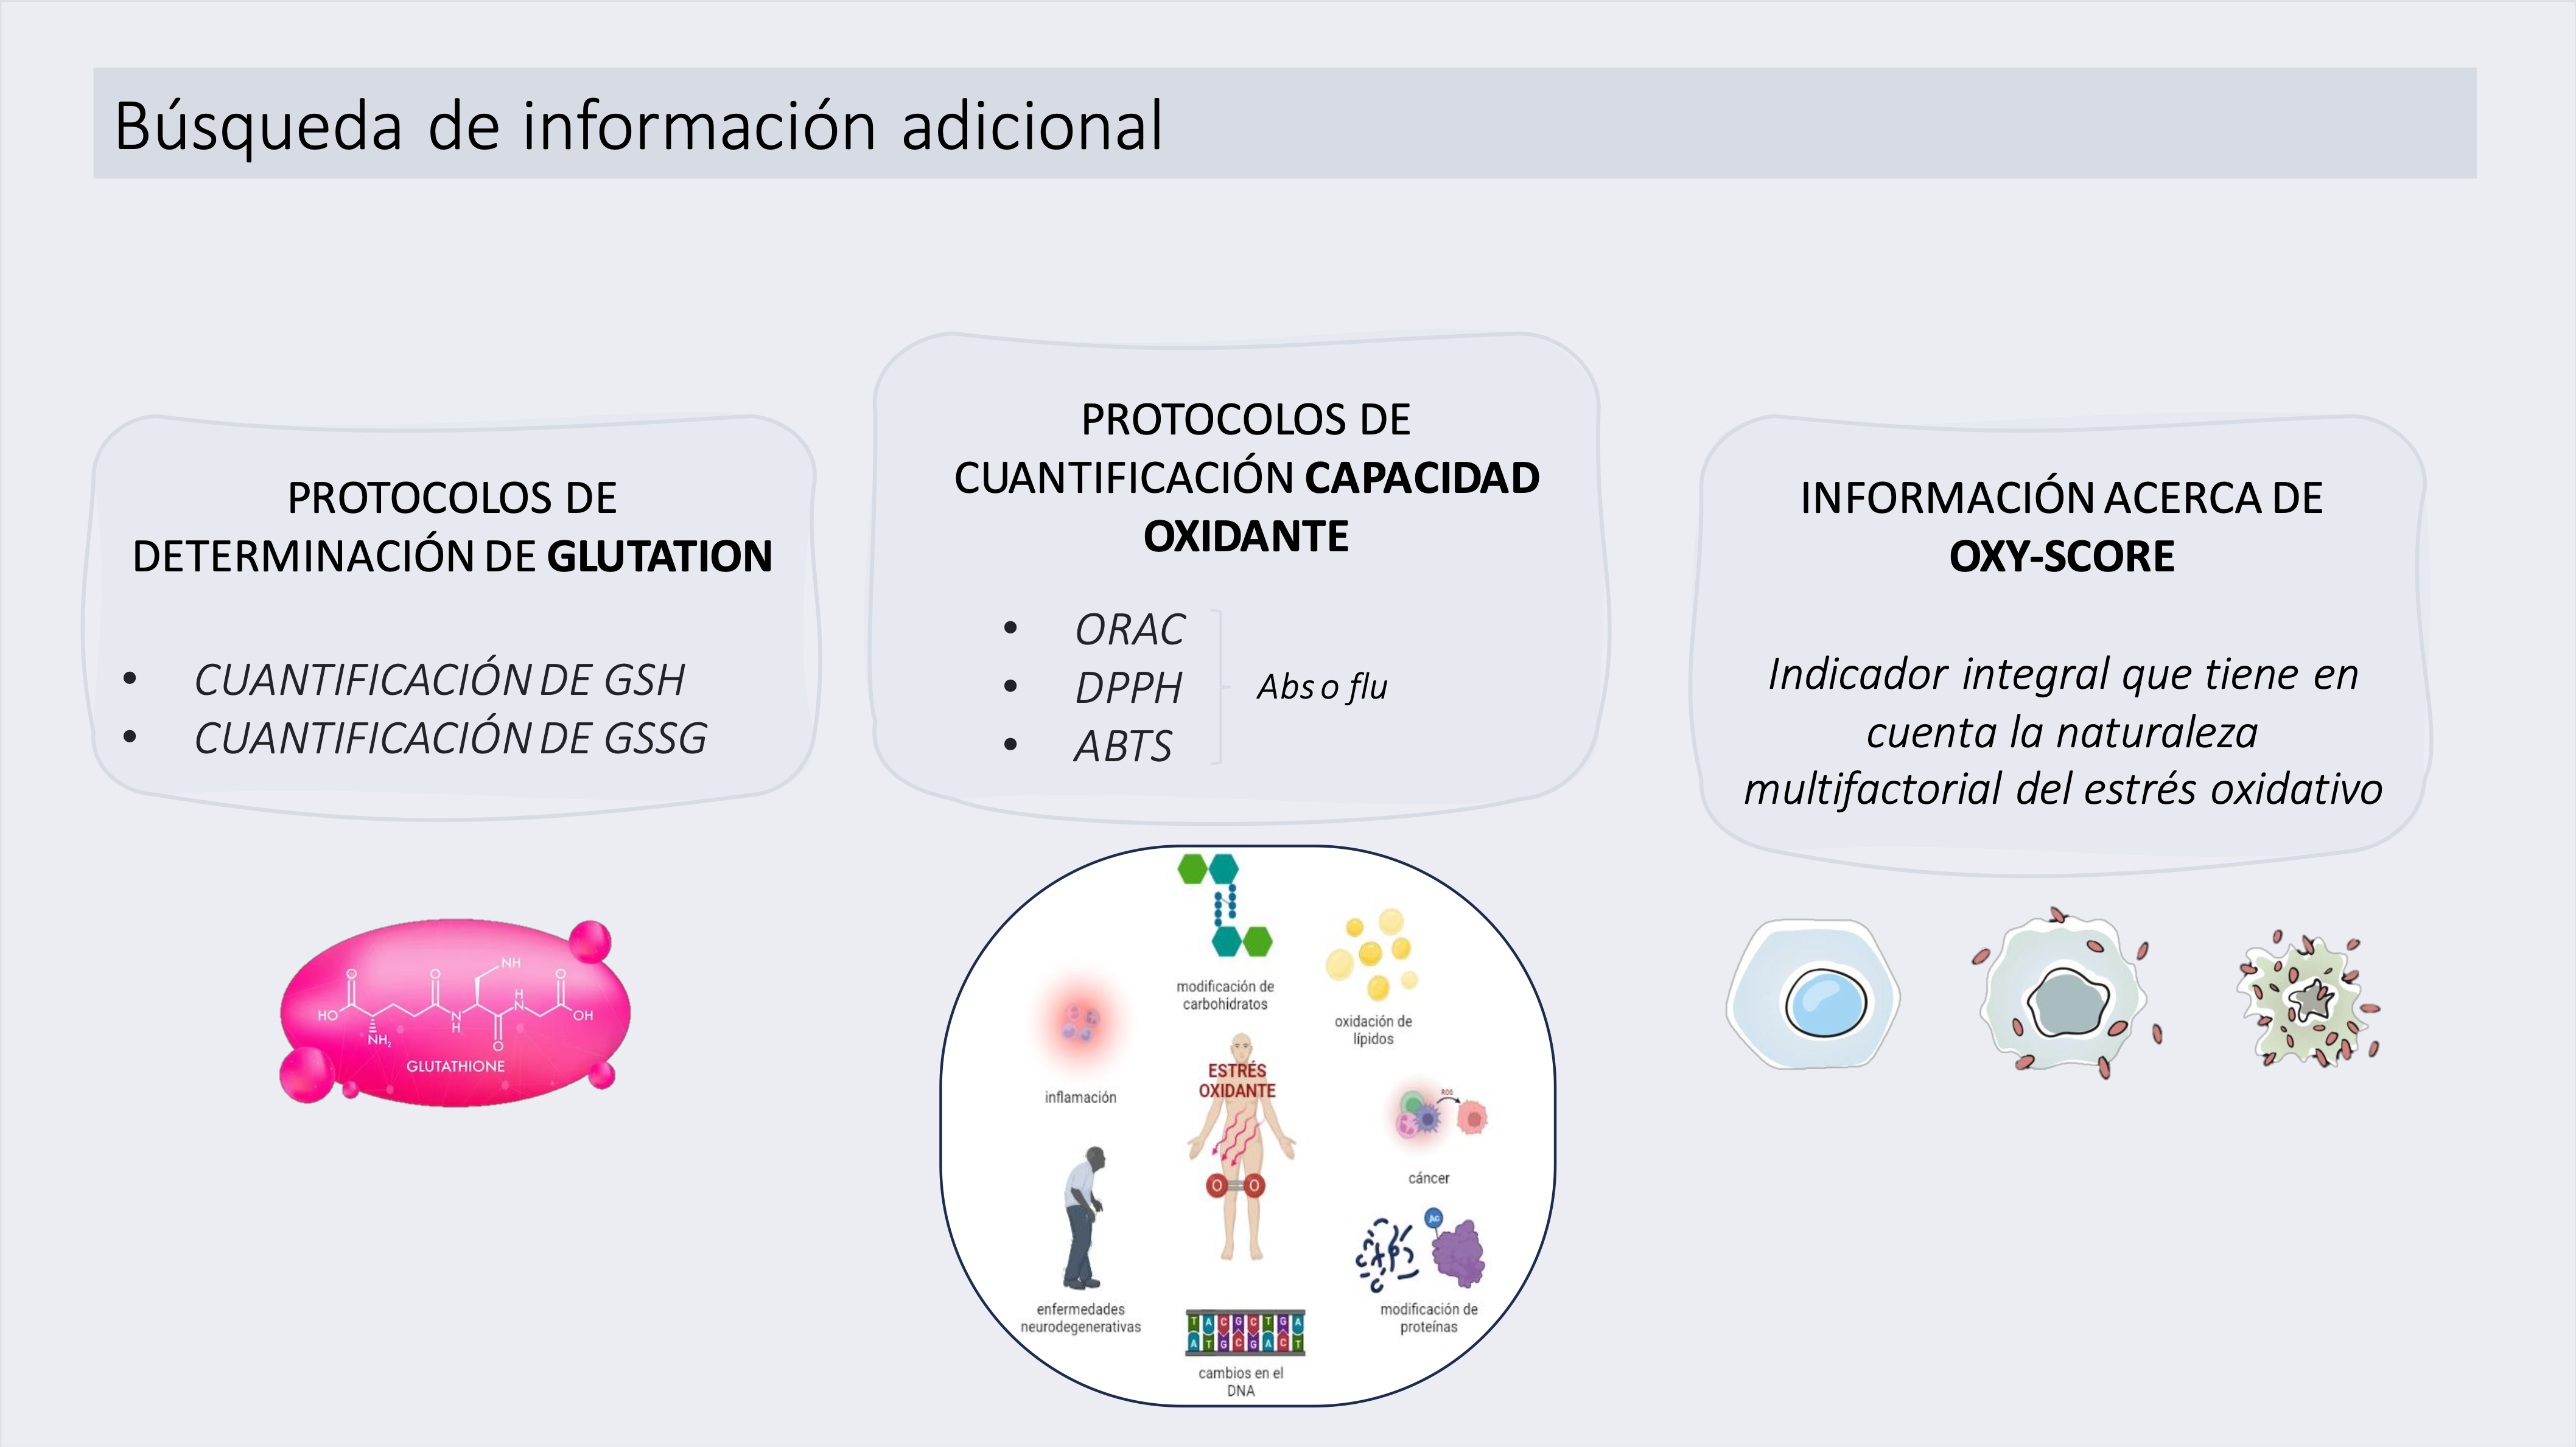 Búsqueda de información adicional
PROTOCOLOS DE
DETERMINACIÓN DE GLUTATION
• CUANTIFICACIÓN DE GSH
• CUANTIFICACIÓN DE GSSG
PROTOCOLOS DE
CUANTIFICACIÓN CAPACIDAD
OXIDANTE
• ORAC
• DPPH
• ABTS
Abs o flu
INFORMACIÓN ACERCA DE
OXY-SCORE
Indicador integral que tiene en
cuenta la naturaleza
multifactorial del estrés oxidativo
O
O
NH
H
N
O
HO
NH₂
N
H
O
OH
GLUTATHIONE
modificación de
carbohidratos
oxidación de
lípidos
inflamación
ESTRÉS
OXIDANTE
ROS
cáncer
O
O
Ac
enfermedades
neurodegenerativas
modificación de
proteínas
T A C G C T G A
A T G C G A C T
cambios en el
DNA